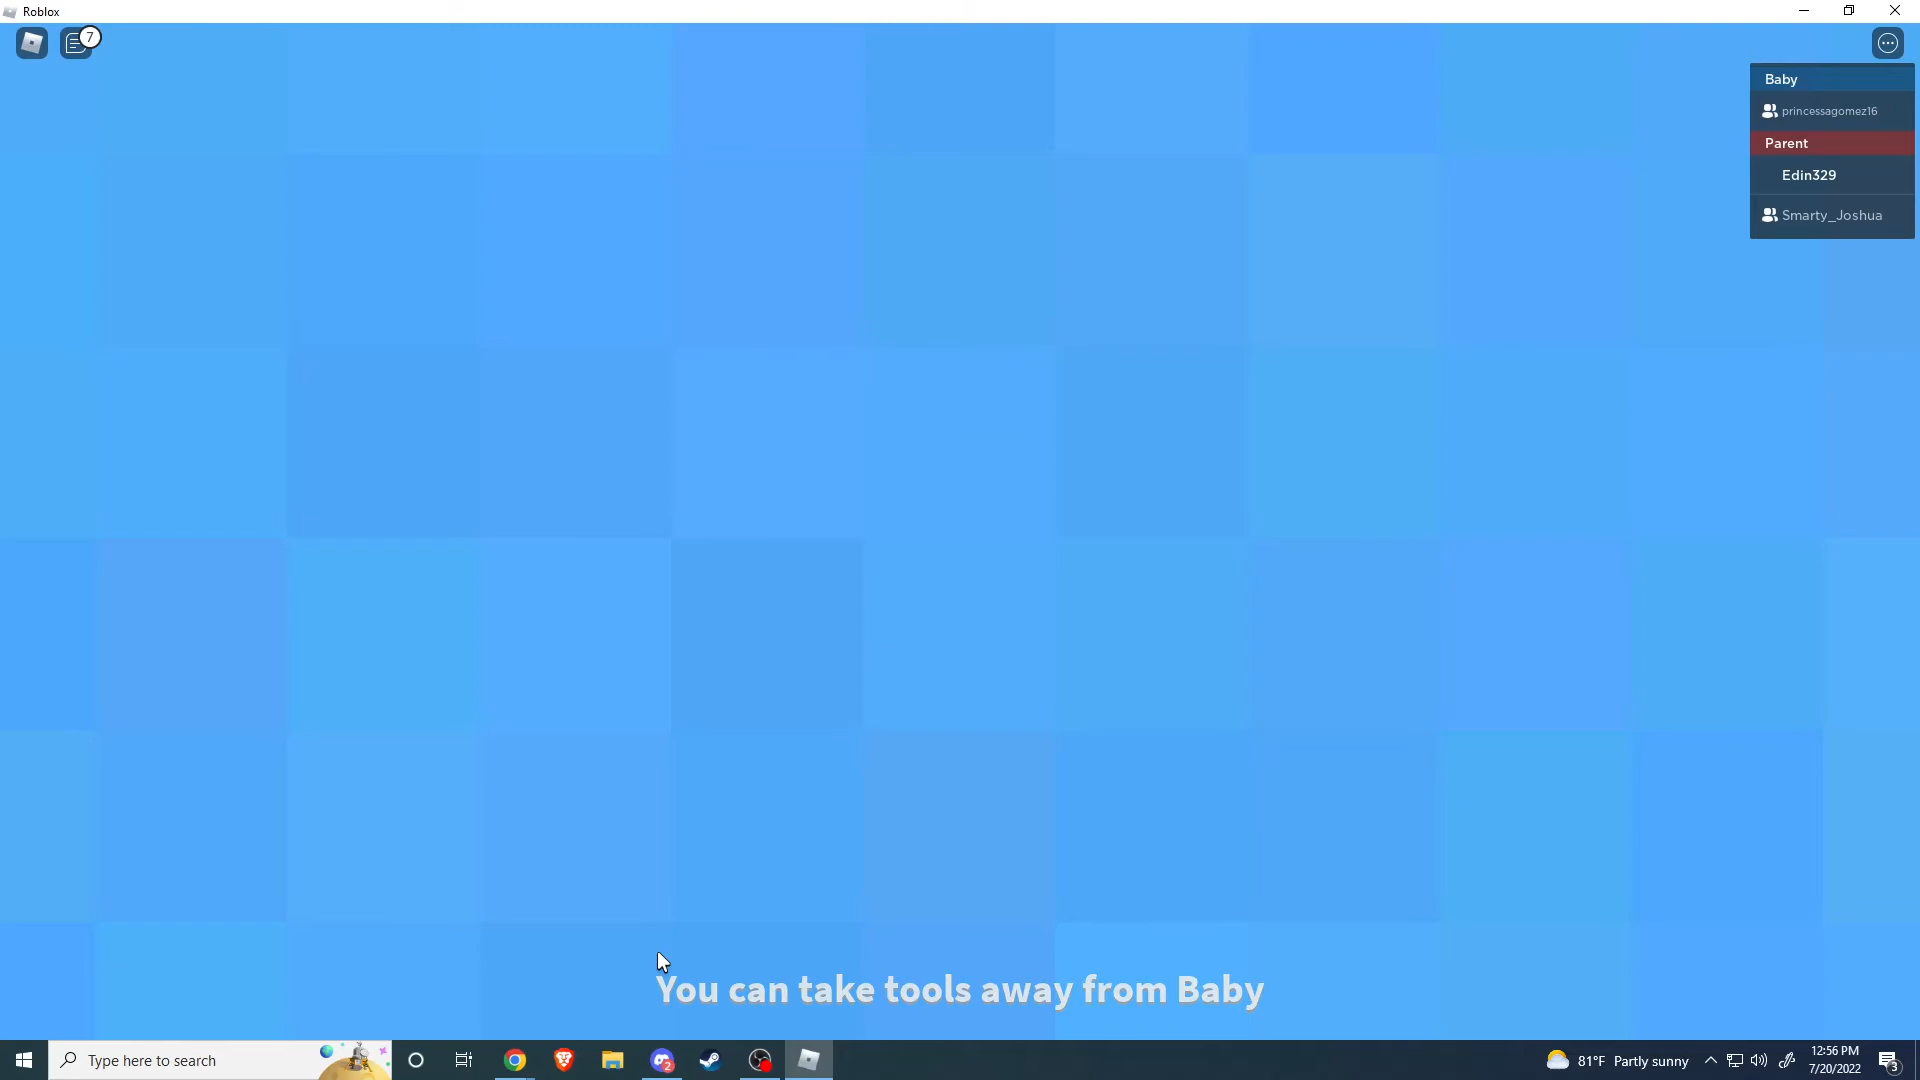 Roblox
7
Baby
princessagomez16
Parent
Edin329
Smarty_Joshua
You can take tools away from Baby
Type here to search
2
81°F Partly sunny
12:56 PM
7/20/2022
3